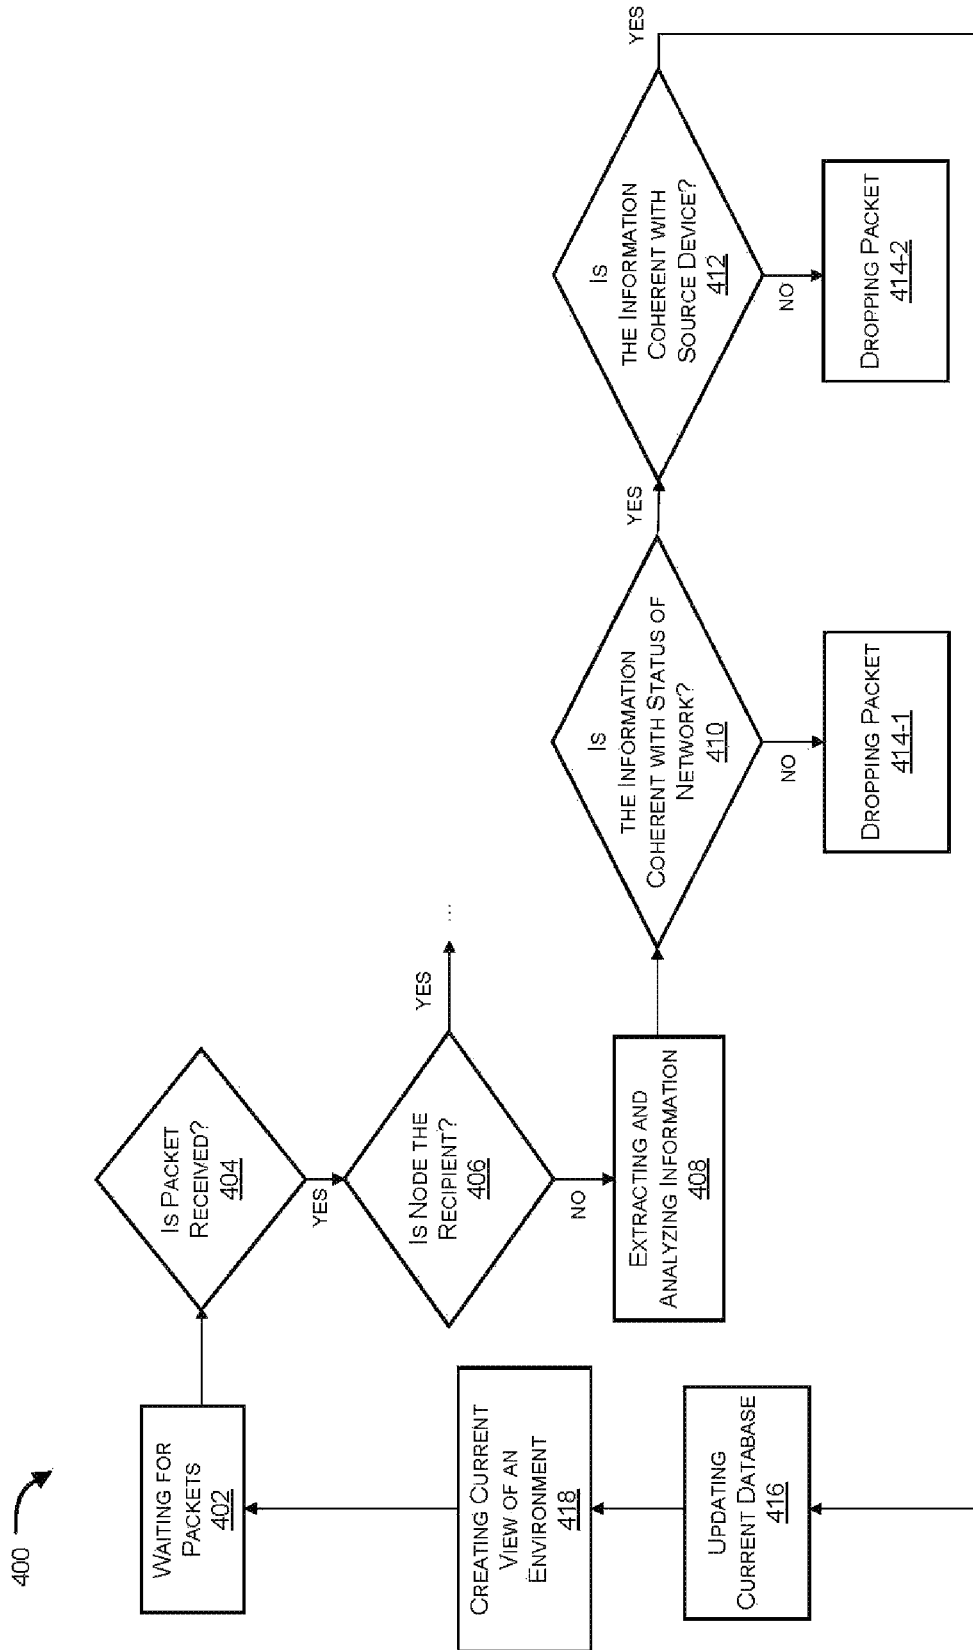 400
WAITING FOR
PACKETS
402
IS PACKET
RECEIVED?
404
YES
IS NODE THE
RECIPIENT?
406
YES
...
NO
EXTRACTING AND
ANALYZING INFORMATION
408
IS
THE INFORMATION
COHERENT WITH STATUS OF
NETWORK?
410
YES
NO
DROPPING PACKET
414-1
IS
THE INFORMATION
COHERENT WITH
SOURCE DEVICE?
412
YES
NO
DROPPING PACKET
414-2
UPDATING
CURRENT DATABASE
416
CREATING CURRENT
VIEW OF AN
ENVIRONMENT
418